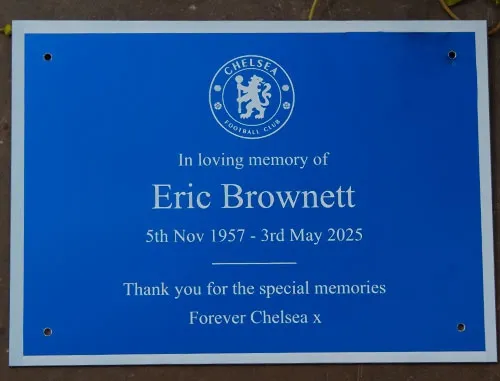 CHELSEA
FOOTBALL CLUB
In loving memory of
Eric Brownett
5th Nov 1957 - 3rd May 2025
Thank you for the special memories
Forever Chelsea x